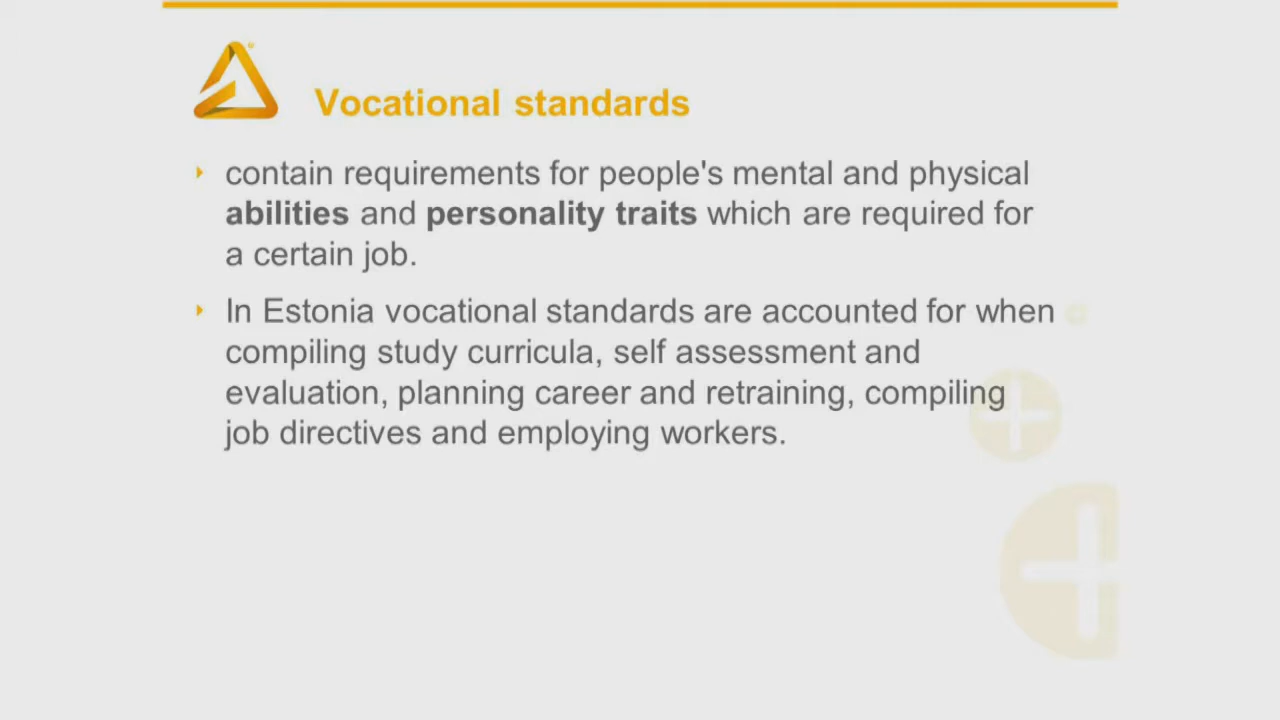 Vocational standards
contain requirements for people's mental and physical
abilities and personality traits which are required for
a certain job.
In Estonia vocational standards are accounted for when
compiling study curricula, self assessment and
evaluation, planning career and retraining, compiling
job directives and employing workers.